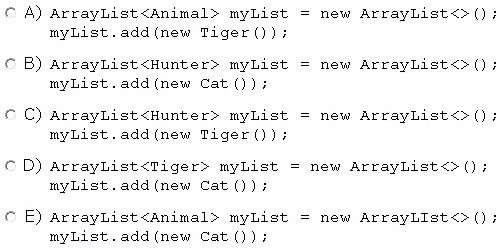 A) ArrayList<Animal> myList = new ArrayList<>();
myList.add(new Tiger());
B) ArrayList<Hunter> myList = new ArrayList<>();
myList.add(new Cat());
C) ArrayList<Hunter> myList = new ArrayList<>();
myList.add(new Tiger());
D) ArrayList<Tiger> myList = new ArrayList<>();
myList.add(new Cat());
E) ArrayList<Animal> myList = new ArrayLIst<>();
myList.add(new Cat());